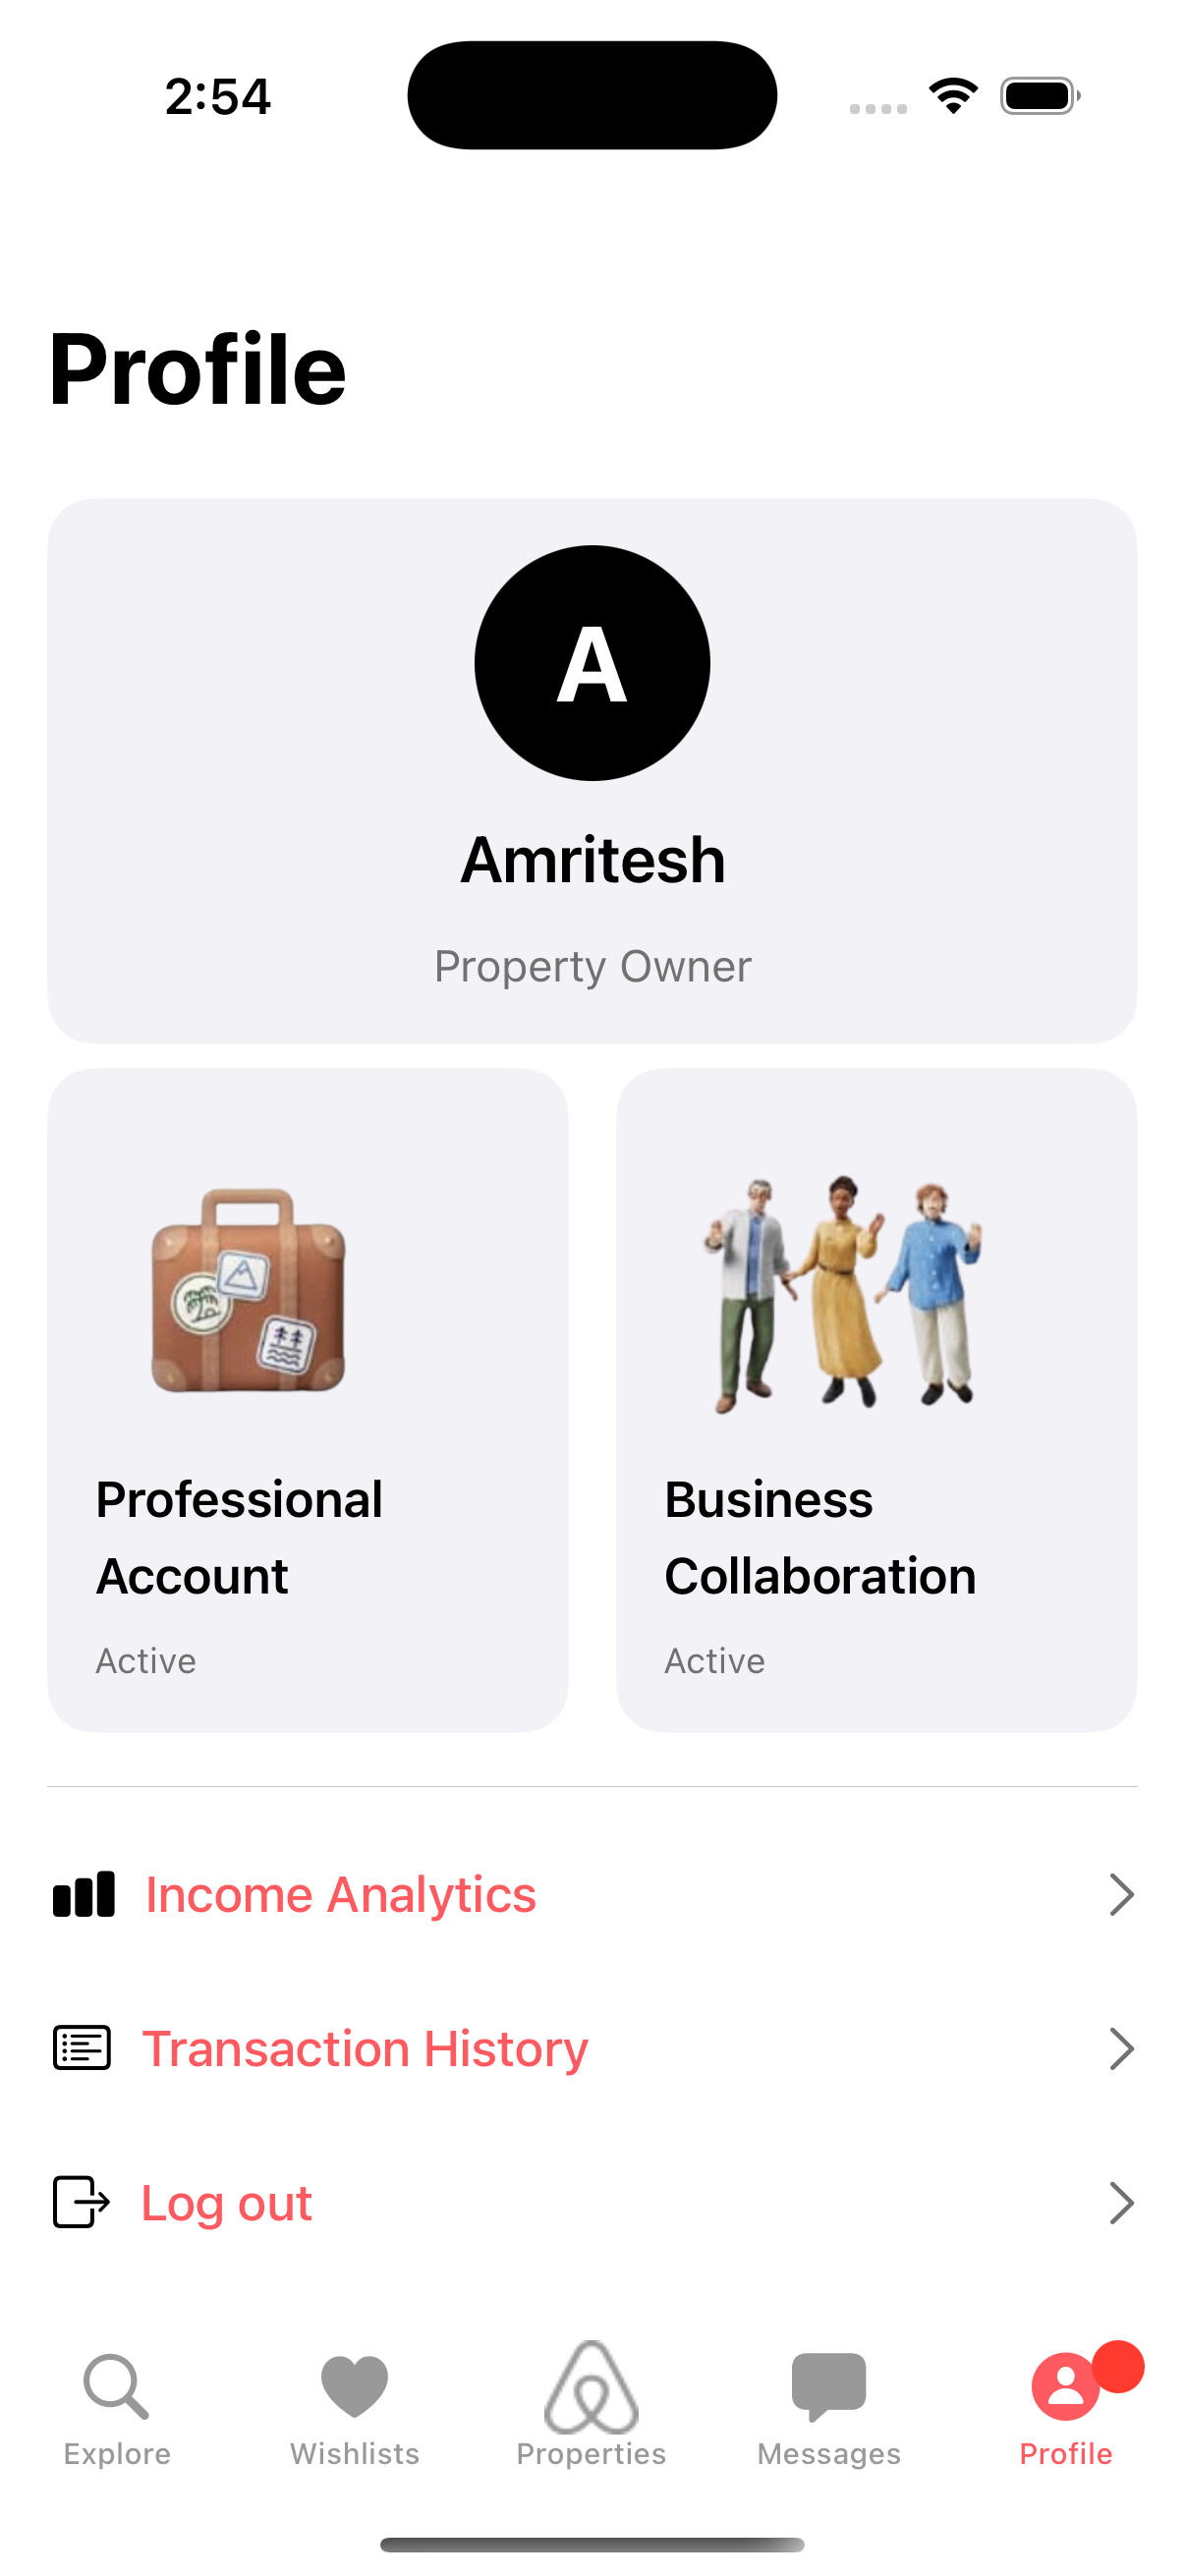 2:54
Profile
A
Amritesh
Property Owner
Professional
Account
Active
Business
Collaboration
Active
Income Analytics
Transaction History
Log out
Explore
Wishlists
Properties
Messages
Profile